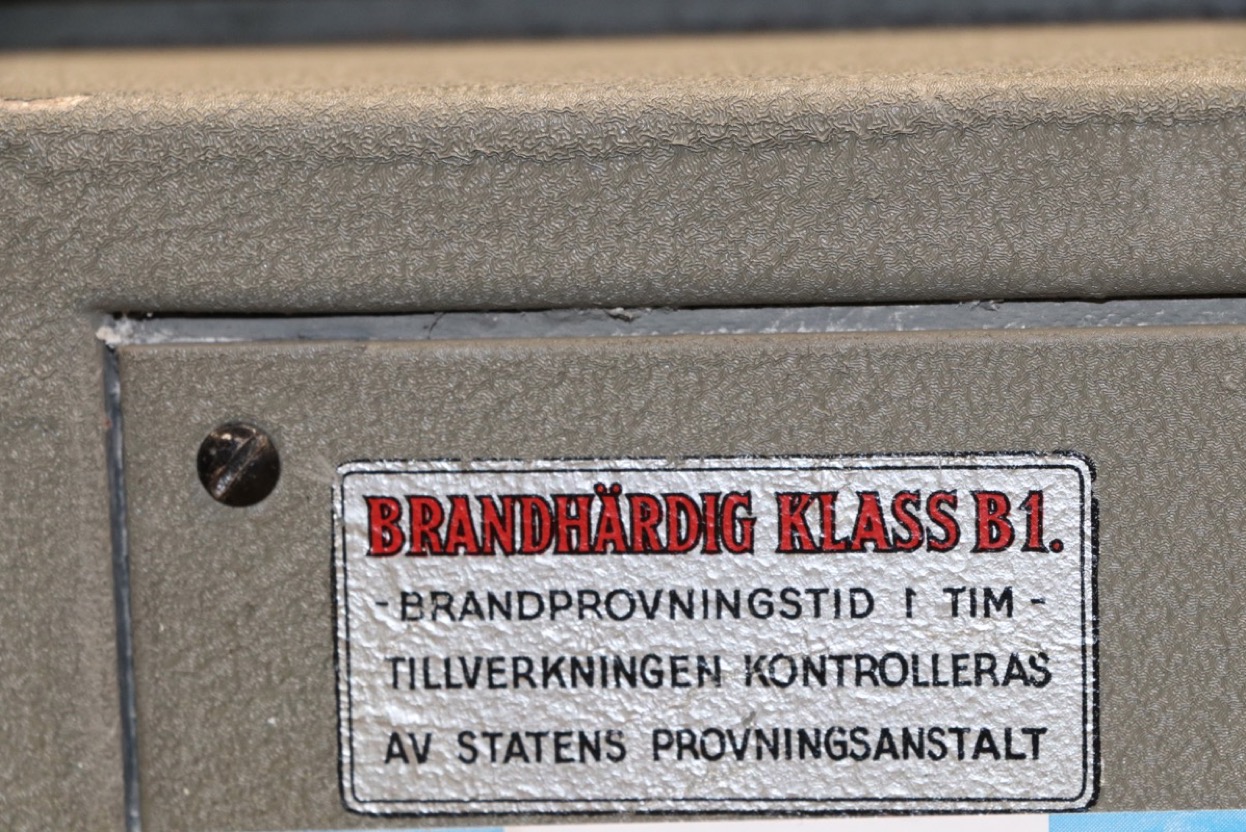 BRANDHÄRDIG KLASS B1.
-BRANDPROVNINGSTID 1 TIM-
TILLVERKNINGEN KONTROLLERAS
AV STATENS PROVNINGSANSTALT